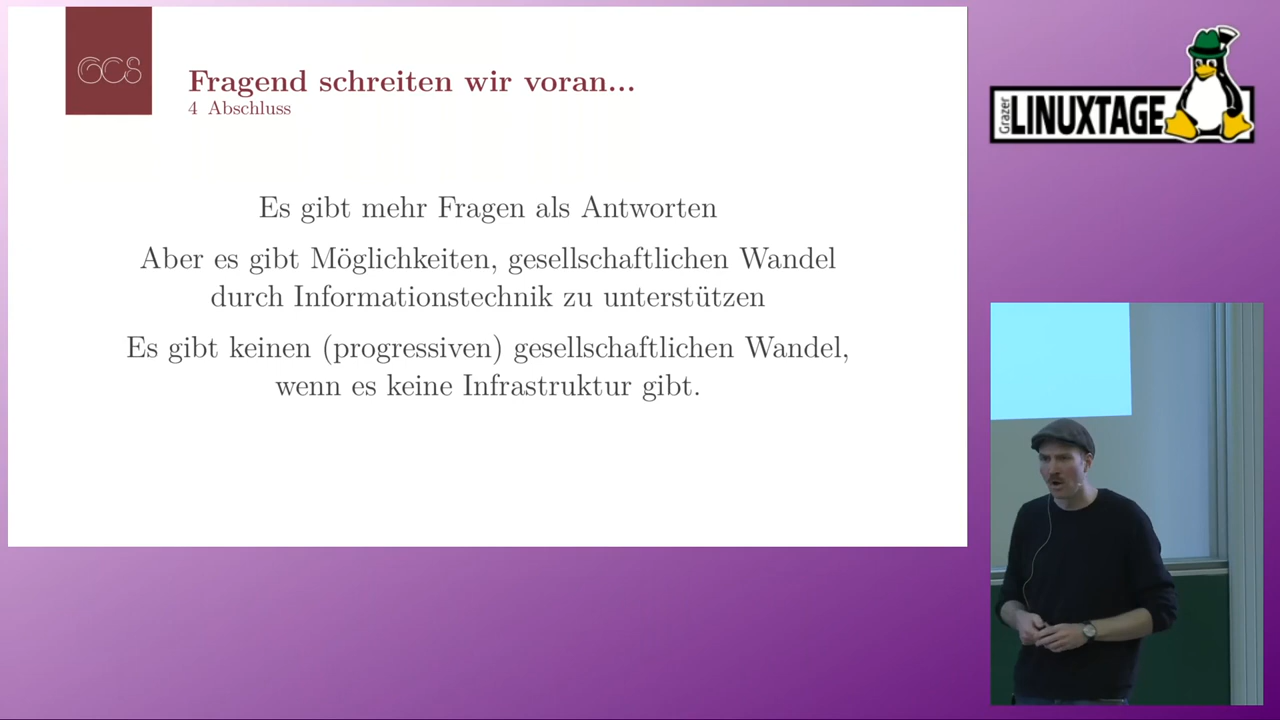 GCS
Fragend schreiten wir voran...
4 Abschluss
Es gibt mehr Fragen als Antworten
Aber es gibt Möglichkeiten, gesellschaftlichen Wandel
durch Informationstechnik zu unterstützen
Es gibt keinen (progressiven) gesellschaftlichen Wandel,
wenn es keine Infrastruktur gibt.
Grazer
LINUXTAGE